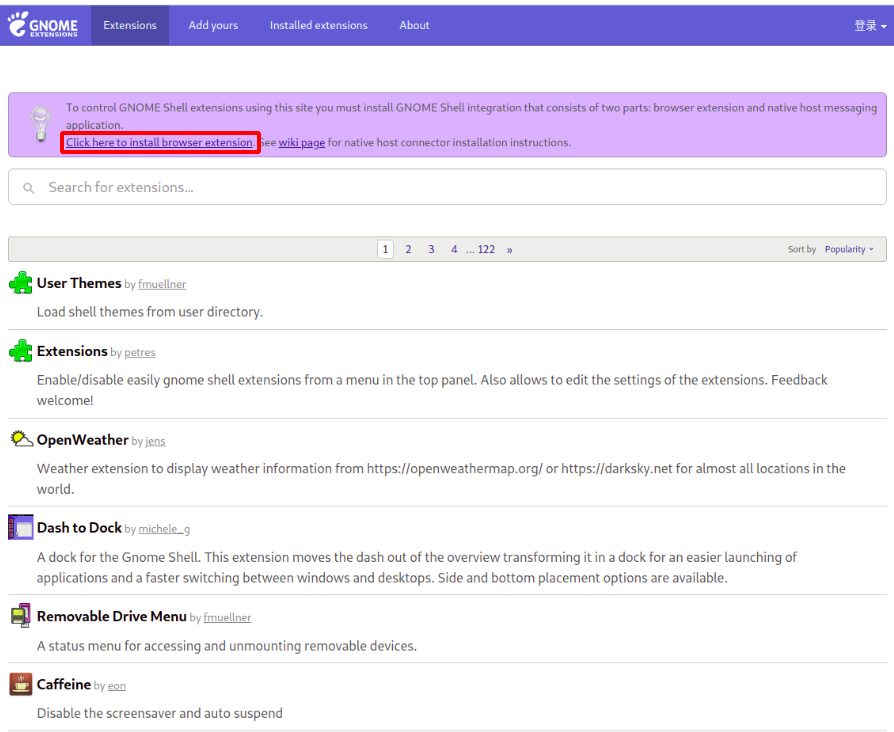 GNOME
EXTENSIONS
Extensions
Add yours
Installed extensions
About
登录
To control GNOME Shell extensions using this site you must install GNOME Shell integration that consists of two parts: browser extension and native host messaging
application.
Click here to install browser extension. See wiki page for native host connector installation instructions.
Search for extensions...
1 2 3 4 ... 122 »
Sort by Popularity
User Themes by fmuellner
Load shell themes from user directory.
Extensions by petres
Enable/disable easily gnome shell extensions from a menu in the top panel. Also allows to edit the settings of the extensions. Feedback
welcome!
OpenWeather by jens
Weather extension to display weather information from https://openweathermap.org/ or https://darksky.net for almost all locations in the
world.
Dash to Dock by michele_g
A dock for the Gnome Shell. This extension moves the dash out of the overview transforming it in a dock for an easier launching of
applications and a faster switching between windows and desktops. Side and bottom placement options are available.
Removable Drive Menu by fmuellner
A status menu for accessing and unmounting removable devices.
Caffeine by eon
Disable the screensaver and auto suspend